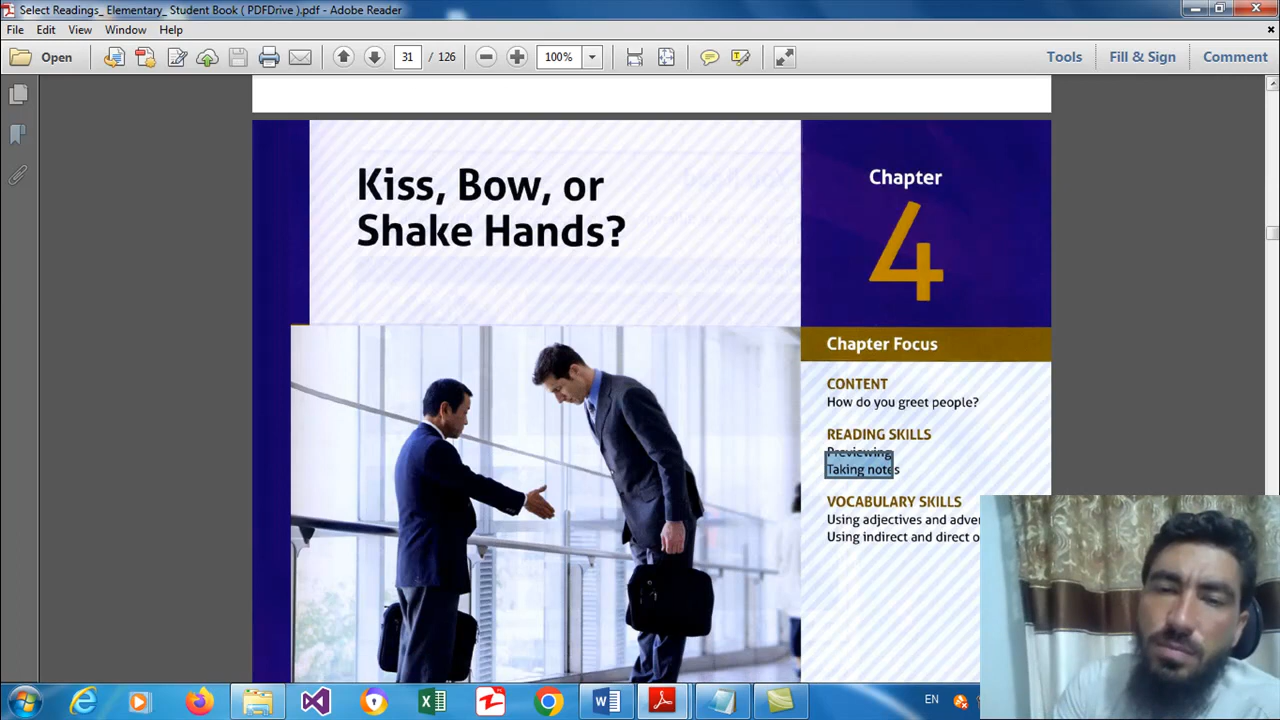 Select Readings_ Elementary_ Student Book ( PDFDrive ).pdf - Adobe Reader
File Edit View Window Help
Open 31 / 126 100% Tools Fill & Sign Comment
Kiss, Bow, or
Shake Hands?
Chapter
4
Chapter Focus
CONTENT
How do you greet people?
READING SKILLS
Previewing
Taking notes
VOCABULARY SKILLS
Using adjectives and
Using indirect and direct
EN